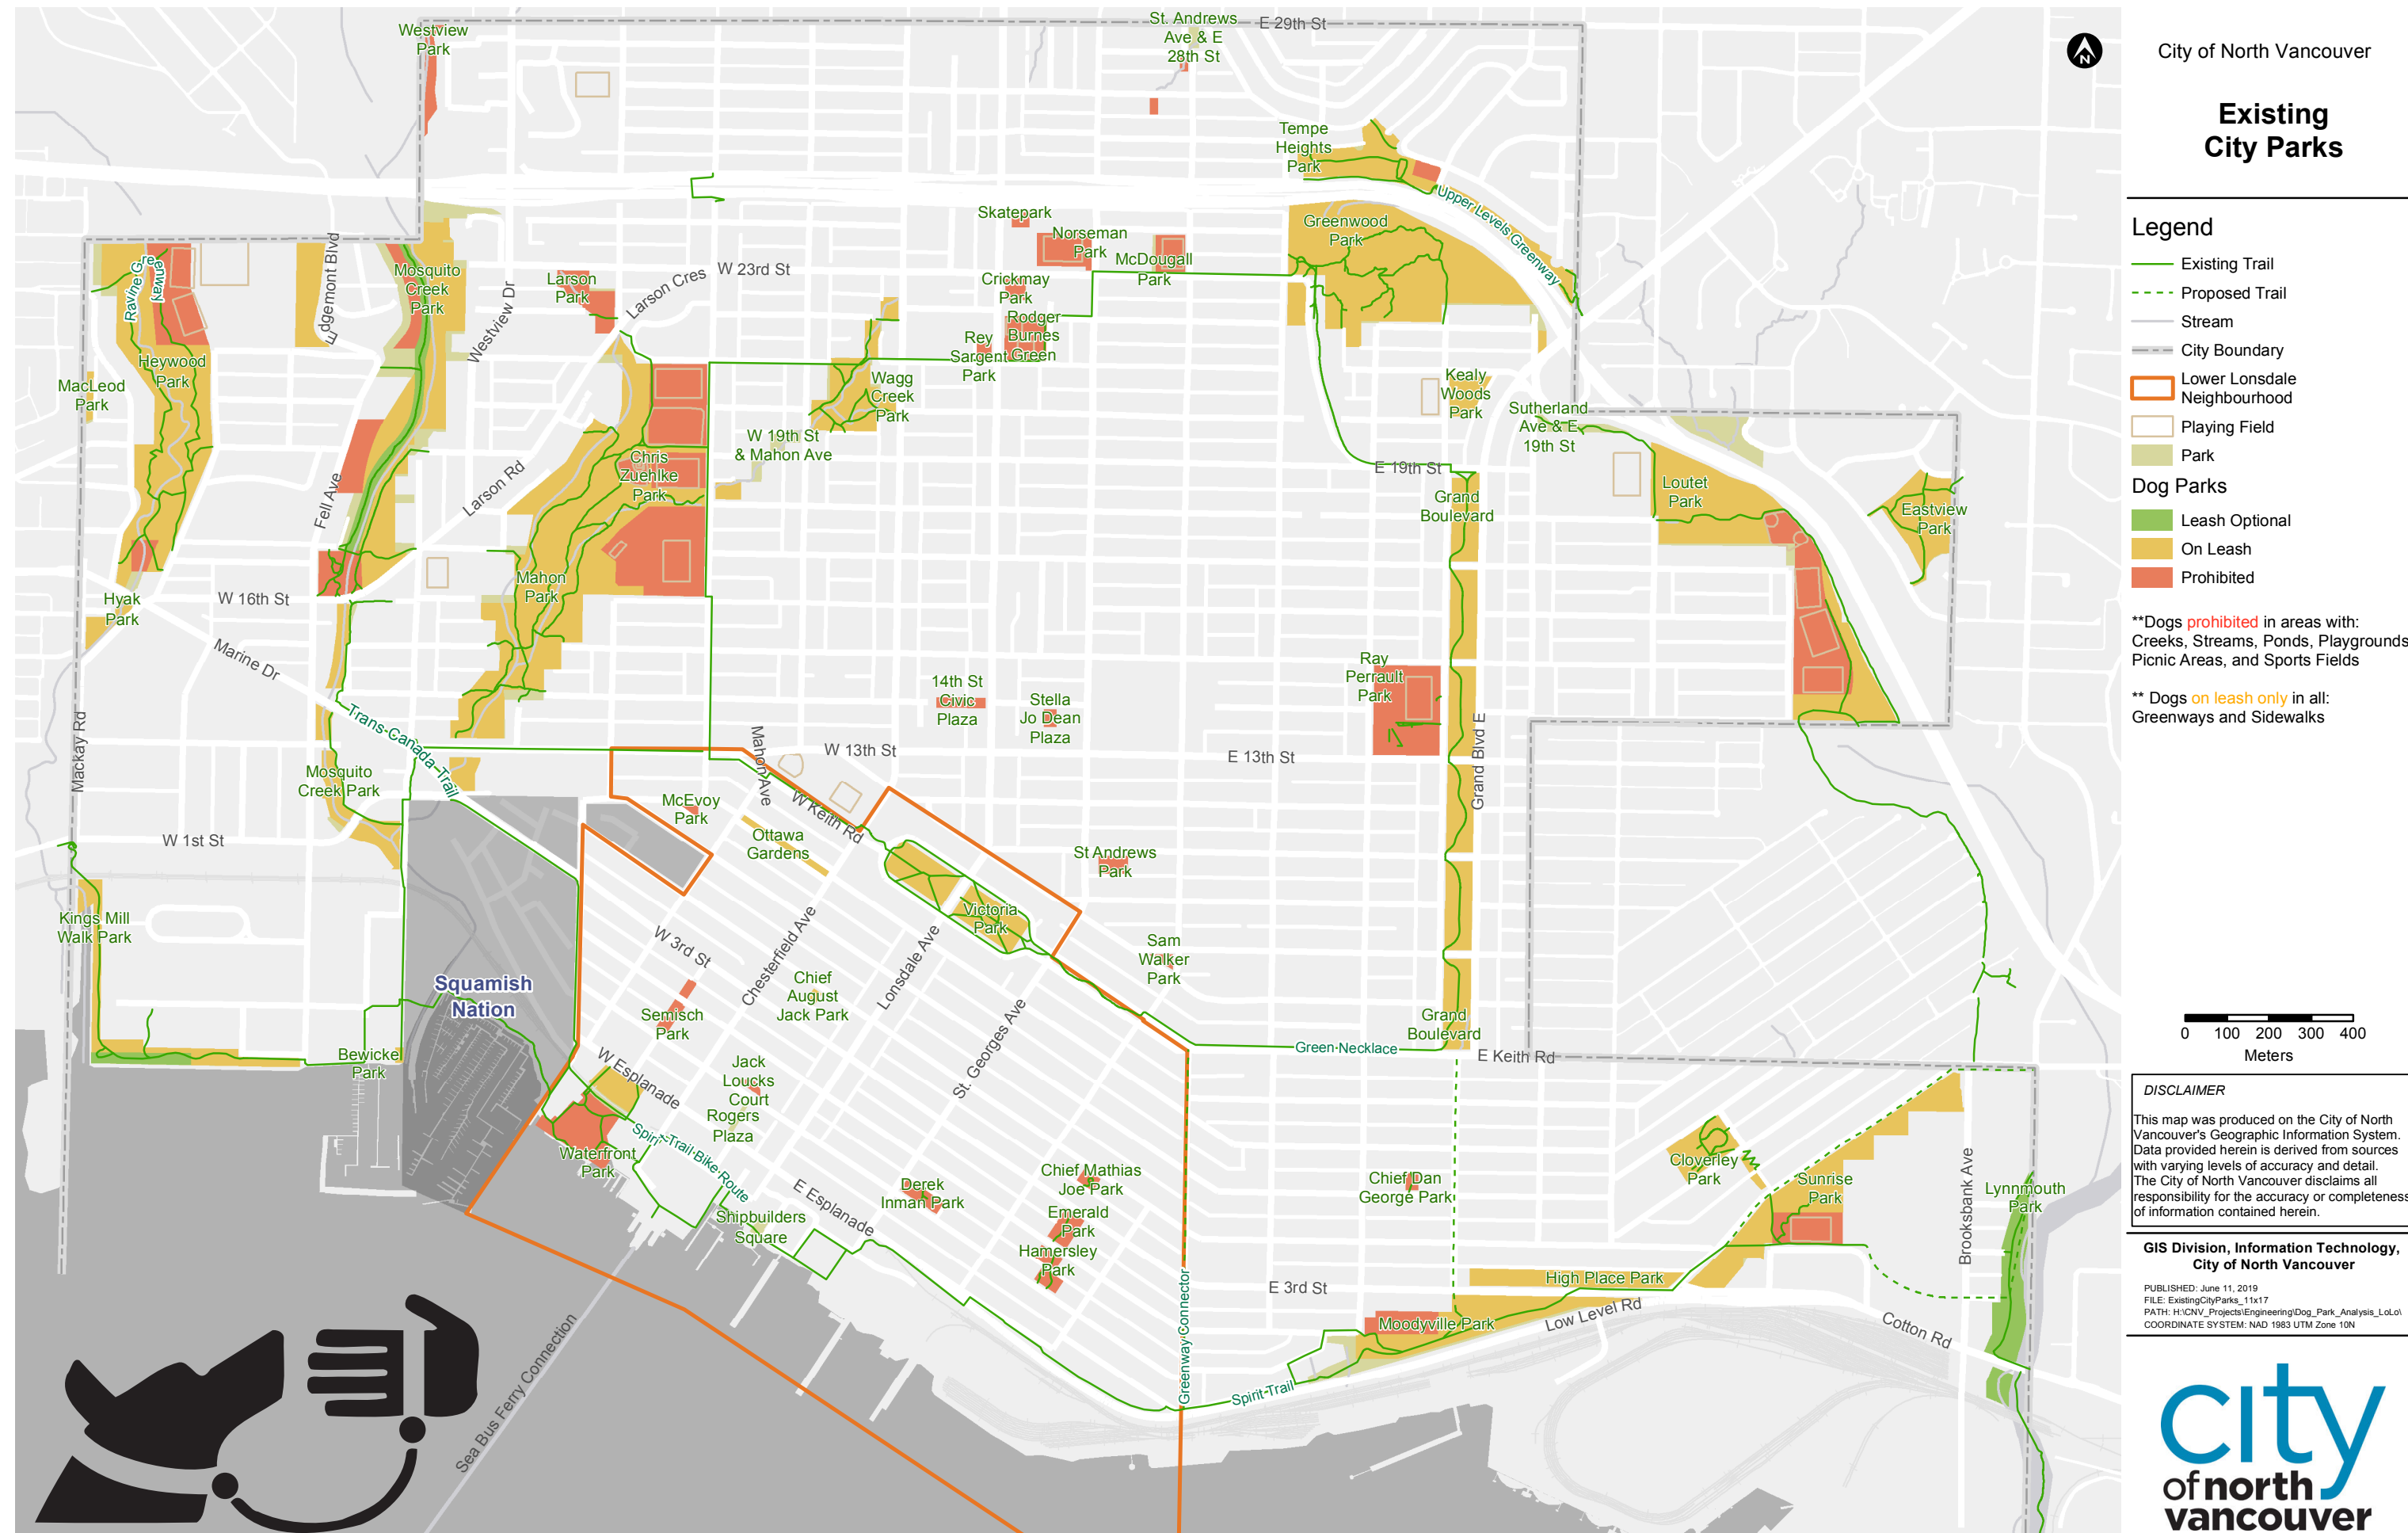 Westview
Park
St. Andrews
Ave & E
28th St
E 29th St
N
Tempe
Heights
Park
Upper Levels Greenway
Skatepark
Norseman
Park
McDougall
Park
Greenwood
Park
Ravine Greenway
Edgemont Blvd
Mosquito
Creek
Park
Westview Dr
Larson
Park
Larson Cres
W 23rd St
Crickmay
Park
Rodger
Burnes
Green
Rey
Sargent
Park
Heywood
Park
MacLeod
Park
Wagg
Creek
Park
Kealy
Woods
Park
Sutherland
Ave & E
19th St
W 19th St
& Mahon Ave
Chris
Zuehlke
Park
Larson Rd
Fell Ave
E 19th St
Grand
Boulevard
Loutet
Park
Eastview
Park
Mahon
Park
Hyak
Park
W 16th St
Marine Dr
Mackay Rd
Trans-Canada-Trail
14th St
Civic
Plaza
Stella
Jo Dean
Plaza
Ray
Perrault
Park
Mahon Ave
W 13th St
E 13th St
Grand Blvd E
Mosquito
Creek Park
McEvoy
Park
W Keith Rd
Ottawa
Gardens
W 1st St
St Andrews
Park
Kings Mill
Walk Park
Victoria
Park
W 3rd St
Chesterfield Ave
Lonsdale Ave
Sam
Walker
Park
Squamish
Nation
Chief
August
Jack Park
Semisch
Park
St. Georges Ave
Grand
Boulevard
Green-Necklace
E Keith Rd
Bewicke
Park
W Esplanade
Jack
Loucks
Court
Rogers
Plaza
Spirit-Trail-Bike-Route
Waterfront
Park
Shipbuilders
Square
E Esplanade
Derek
Inman Park
Chief Mathias
Joe Park
Emerald
Park
Hamersley
Park
Chief Dan
George Park
Cloverley
Park
Sunrise
Park
Brooksbank Ave
Lynnmouth
Park
E 3rd St
High Place Park
Moodyville Park
Low Level Rd
Cotton Rd
Greenway Connector
Spirit-Trail
Sea Bus Ferry Connection
City of North Vancouver
Existing
City Parks
Legend
Existing Trail
Proposed Trail
Stream
City Boundary
Lower Lonsdale
Neighbourhood
Playing Field
Park
Dog Parks
Leash Optional
On Leash
Prohibited
**Dogs prohibited in areas with:
Creeks, Streams, Ponds, Playgrounds
Picnic Areas, and Sports Fields
** Dogs on leash only in all:
Greenways and Sidewalks
0 100 200 300 400
Meters
DISCLAIMER
This map was produced on the City of North
Vancouver's Geographic Information System.
Data provided herein is derived from sources
with varying levels of accuracy and detail.
The City of North Vancouver disclaims all
responsibility for the accuracy or completeness
of information contained herein.
GIS Division, Information Technology,
City of North Vancouver
PUBLISHED: June 11, 2019
FILE: ExistingCityParks_11x17
PATH: H:\CNV_Projects\Engineering\Dog_Park_Analysis_LoLo\
COORDINATE SYSTEM: NAD 1983 UTM Zone 10N
city
of north
vancouver